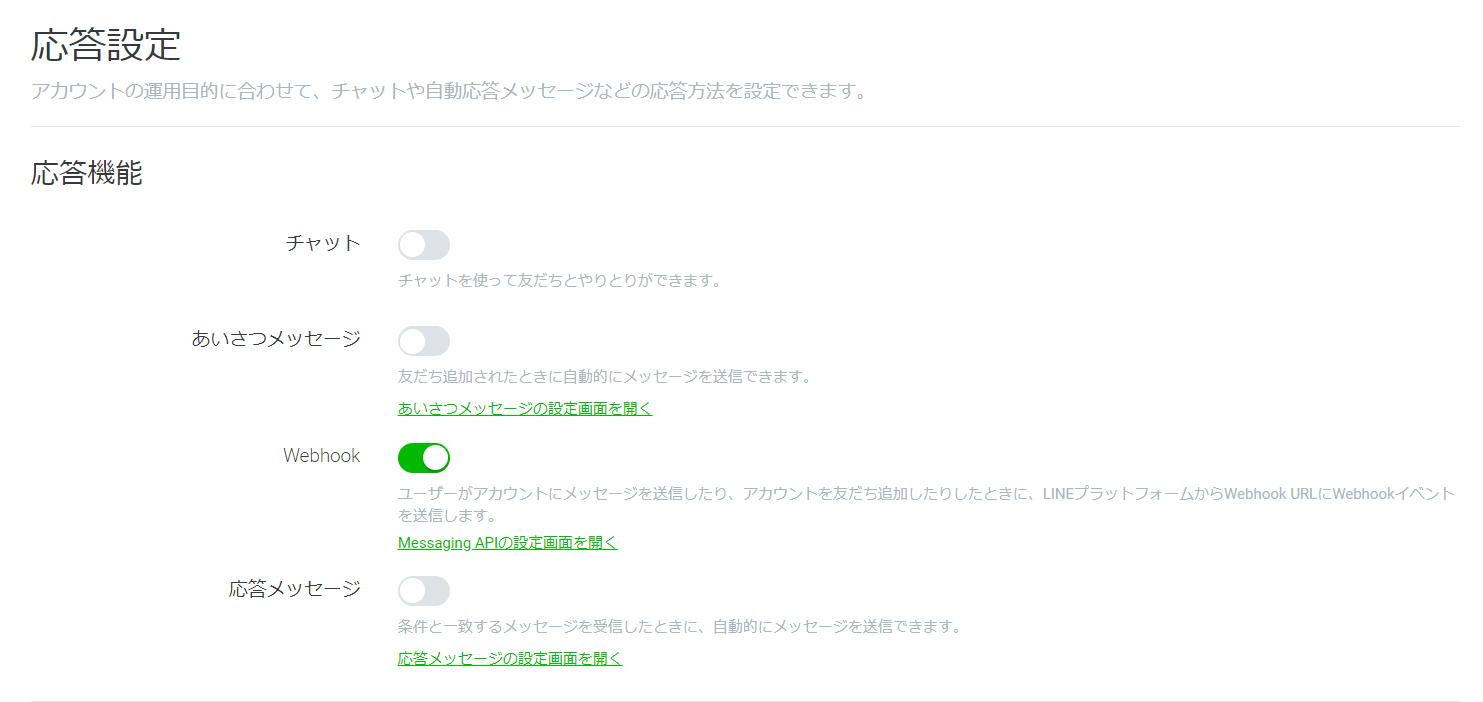 応答設定
アカウントの運用目的に合わせて、チャットや自動応答メッセージなどの応答方法を設定できます。
応答機能
チャット
チャットを使って友だちとやりとりができます。
あいさつメッセージ
友だち追加されたときに自動的にメッセージを送信できます。
あいさつメッセージの設定画面を開く
Webhook
ユーザーがアカウントにメッセージを送信したり、アカウントを友だち追加したりしたときに、LINEプラットフォームからWebhook URLにWebhookイベント
を送信します。
Messaging APIの設定画面を開く
応答メッセージ
条件と一致するメッセージを受信したときに、自動的にメッセージを送信できます。
応答メッセージの設定画面を開く